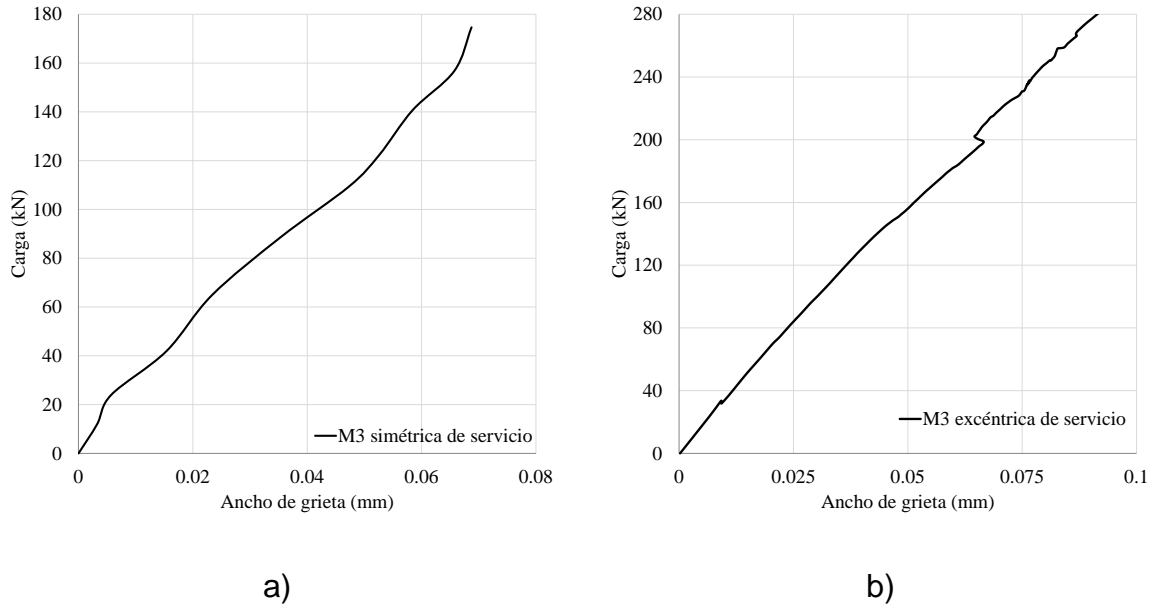 180
160
140
120
100
80
60
40
20
0
Carga (kN)
0 0.02 0.04 0.06 0.08
Ancho de grieta (mm)
M3 simétrica de servicio
a)
280
240
200
160
120
80
40
0
Carga (kN)
0 0.025 0.05 0.075 0.1
Ancho de grieta (mm)
M3 excéntrica de servicio
b)